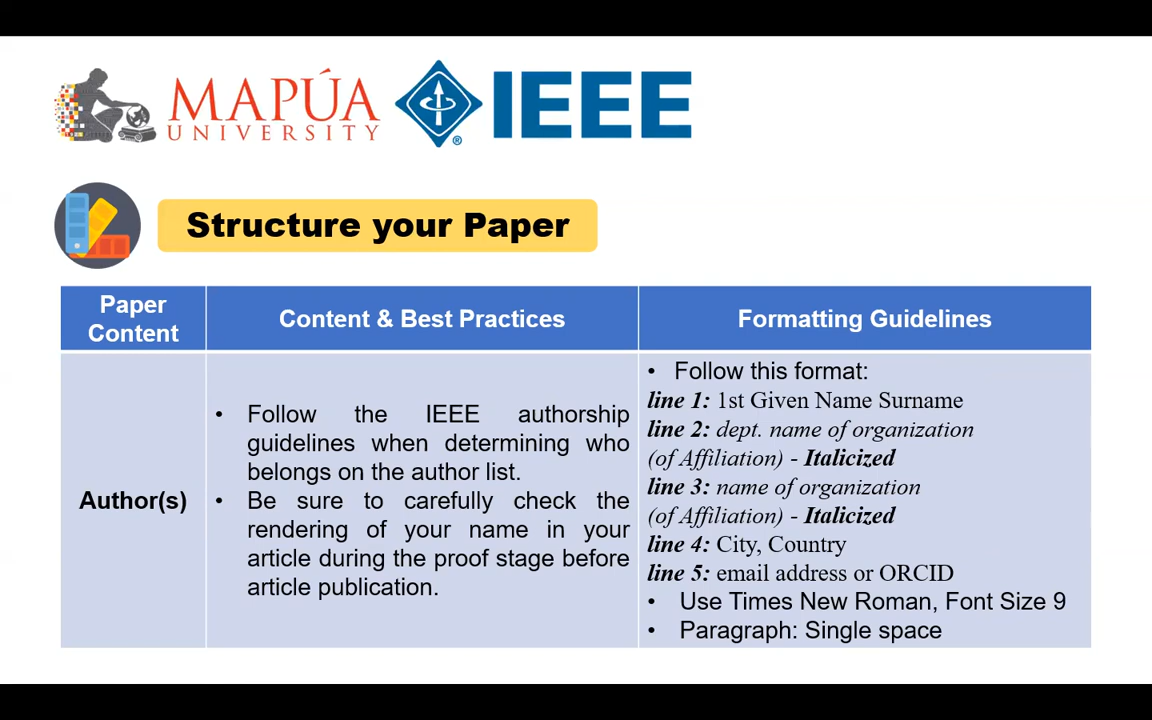 MAPÚA
UNIVERSITY
IEEE
®
Structure your Paper
Paper
Content
Content & Best Practices
Formatting Guidelines
Author(s)
• Follow the IEEE authorship
guidelines when determining who
belongs on the author list.
• Be sure to carefully check the
rendering of your name in your
article during the proof stage before
article publication.
• Follow this format:
line 1: 1st Given Name Surname
line 2: dept. name of organization
(of Affiliation) - Italicized
line 3: name of organization
(of Affiliation) - Italicized
line 4: City, Country
line 5: email address or ORCID
• Use Times New Roman, Font Size 9
• Paragraph: Single space